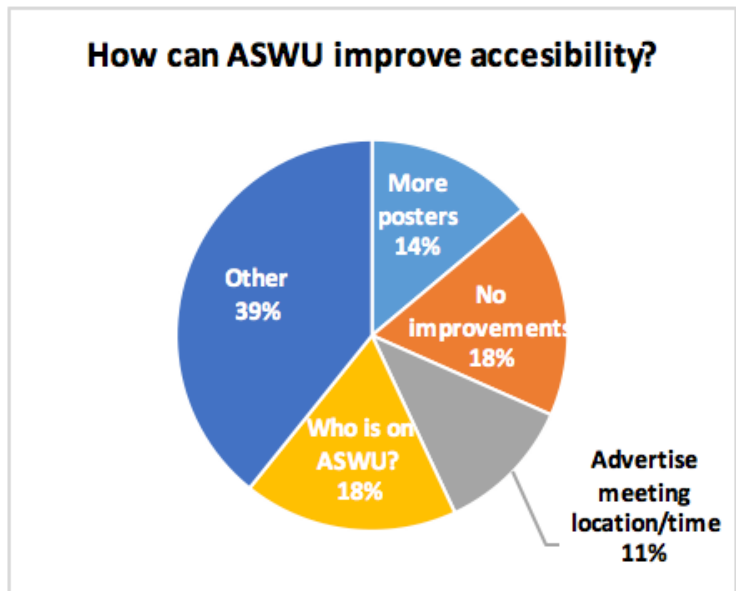 How can ASWU improve accesibility?
More
posters
14%
No
improvements
18%
Advertise
meeting
location/time
11%
Who is on
ASWU?
18%
Other
39%